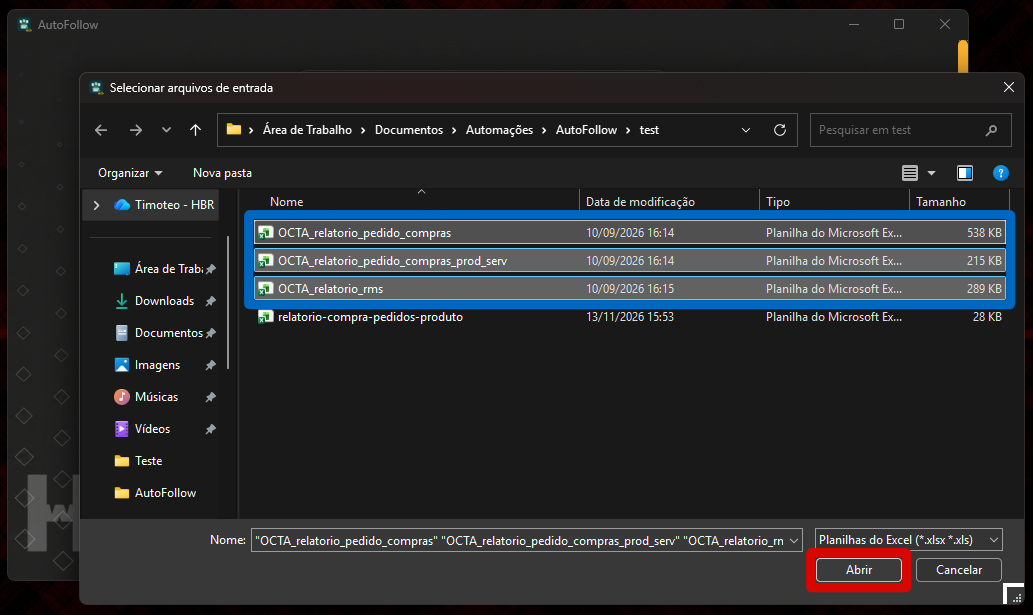 AutoFollow
Selecionar arquivos de entrada
Área de Trabalho > Documentos > Automações > AutoFollow > test
Pesquisar em test
Organizar
Nova pasta
Nome
Data de modificação
Tipo
Tamanho
Timoteo - HBR
OCTA_relatorio_pedido_compras 10/09/2026 16:14 Planilha do Microsoft Ex... 538 KB
OCTA_relatorio_pedido_compras_prod_serv 10/09/2026 16:14 Planilha do Microsoft Ex... 215 KB
OCTA_relatorio_rms 10/09/2026 16:15 Planilha do Microsoft Ex... 289 KB
relatorio-compra-pedidos-produto 13/11/2026 15:53 Planilha do Microsoft Ex... 28 KB
Área de Traba
Downloads
Documentos
Imagens
Músicas
Vídeos
Teste
AutoFollow
Nome:
"OCTA_relatorio_pedido_compras" "OCTA_relatorio_pedido_compras_prod_serv" "OCTA_relatorio_rn
Planilhas do Excel (*.xlsx *.xls)
Abrir
Cancelar